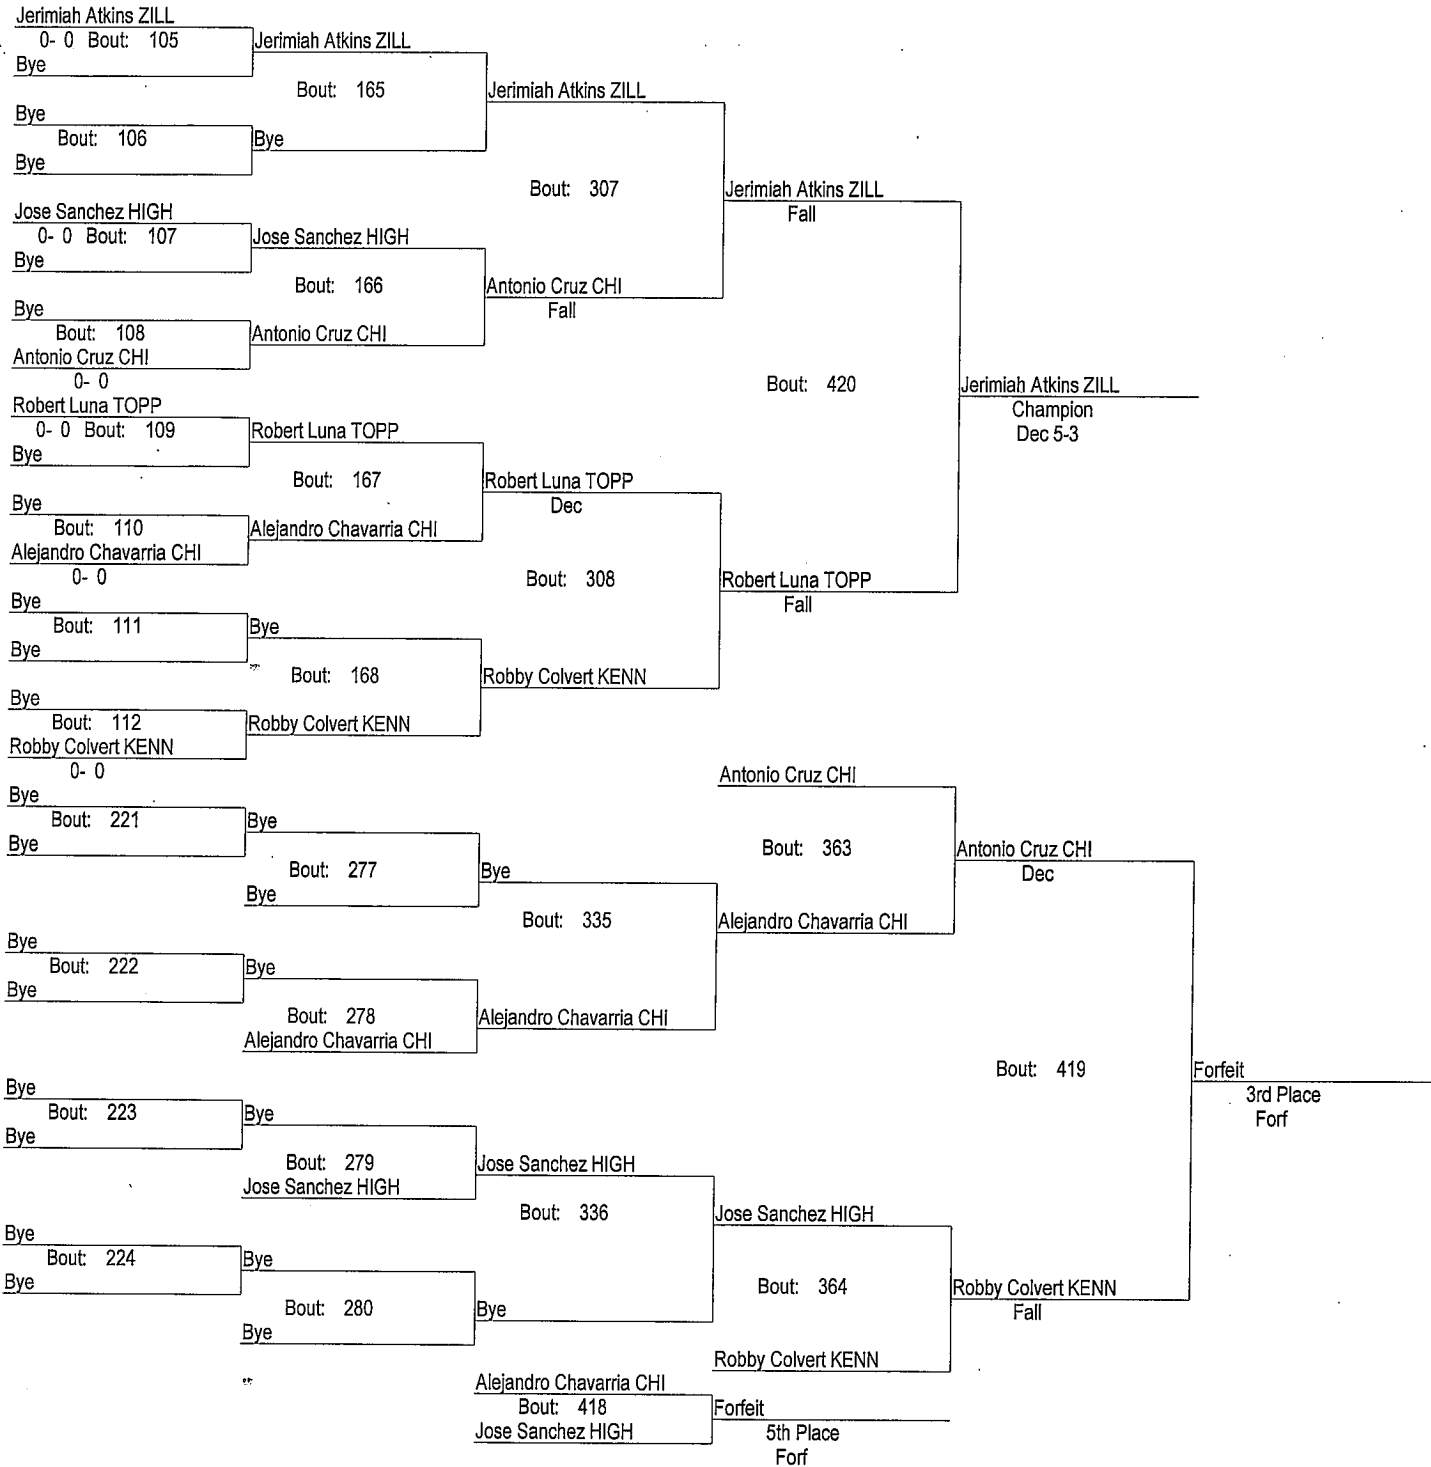 Jerimiah Atkins ZILL
0- 0 Bout: 105
Bye
Bye
Bout: 106
Bye
Jose Sanchez HIGH
0- 0 Bout: 107
Bye
Bye
Bout: 108
Antonio Cruz CHI
0- 0
Robert Luna TOPP
0- 0 Bout: 109
Bye
Bye
Bout: 110
Alejandro Chavarria CHI
0- 0
Bye
Bout: 111
Bye
Bye
Bout: 112
Robby Colvert KENN
0- 0
Jerimiah Atkins ZILL
Bout: 165
Bye
Jose Sanchez HIGH
Bout: 166
Antonio Cruz CHI
Robert Luna TOPP
Bout: 167
Alejandro Chavarria CHI
Bye
Bout: 168
Robby Colvert KENN
Jerimiah Atkins ZILL
Bout: 307
Antonio Cruz CHI
Fall
Robert Luna TOPP
Dec
Bout: 308
Robby Colvert KENN
Jerimiah Atkins ZILL
Fall
Bout: 420
Robert Luna TOPP
Fall
Jerimiah Atkins ZILL
Champion
Dec 5-3
Bye
Bout: 221
Bye
Bye
Bout: 222
Bye
Bye
Bout: 223
Bye
Bye
Bout: 224
Bye
Bye
Bout: 277
Bye
Bye
Bout: 278
Alejandro Chavarria CHI
Bye
Bout: 279
Jose Sanchez HIGH
Bye
Bout: 280
Bye
Bye
Bout: 335
Alejandro Chavarria CHI
Jose Sanchez HIGH
Bout: 336
Bye
Antonio Cruz CHI
Bout: 363
Alejandro Chavarria CHI
Jose Sanchez HIGH
Bout: 364
Robby Colvert KENN
Antonio Cruz CHI
Dec
Bout: 419
Robby Colvert KENN
Fall
Forfeit
3rd Place
Forf
Alejandro Chavarria CHI
Bout: 418
Jose Sanchez HIGH
Forfeit
5th Place
Forf